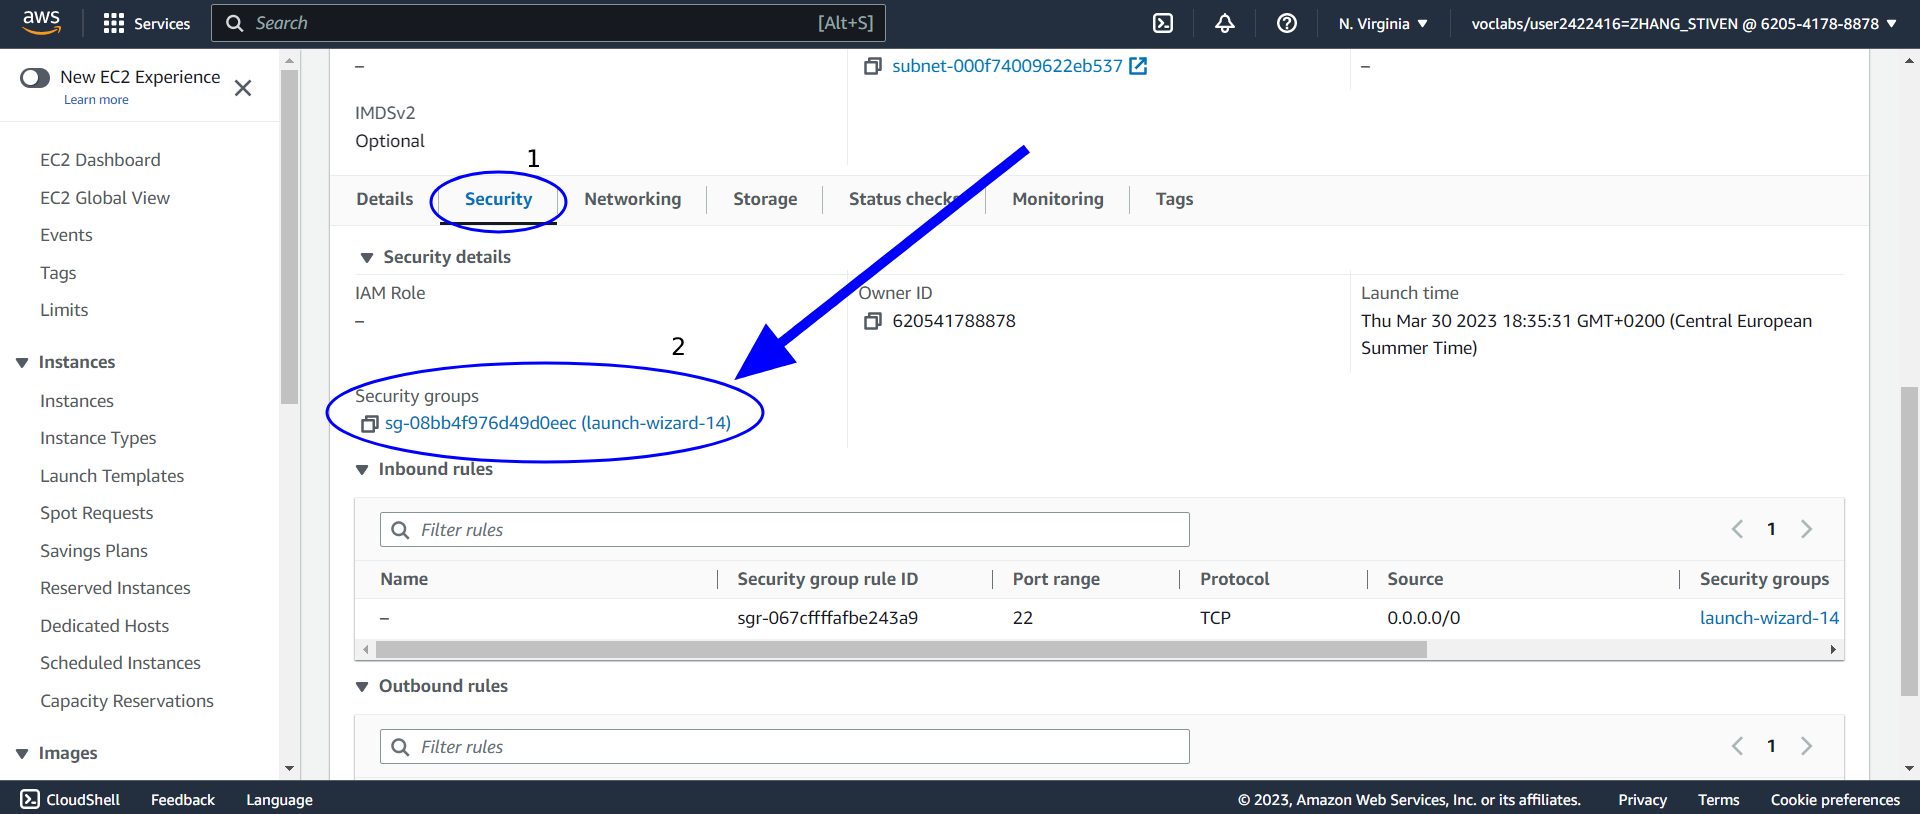 aws
Services
Search [Alt+S]
N. Virginia
voclabs/user2422416=ZHANG_STIVEN @ 6205-4178-8878
New EC2 Experience
Learn more
EC2 Dashboard
EC2 Global View
Events
Tags
Limits
Instances
Instances
Instance Types
Launch Templates
Spot Requests
Savings Plans
Reserved Instances
Dedicated Hosts
Scheduled Instances
Capacity Reservations
Images
–
subnet-000f74009622eb537
–
IMDSv2
Optional
1
Details Security Networking Storage Status checks Monitoring Tags
Security details
IAM Role
–
Owner ID
620541788878
Launch time
Thu Mar 30 2023 18:35:31 GMT+0200 (Central European
Summer Time)
2
Security groups
sg-08bb4f976d49d0eec (launch-wizard-14)
Inbound rules
Filter rules
1
Name Security group rule ID Port range Protocol Source Security groups
– sgr-067cffffafbe243a9 22 TCP 0.0.0.0/0 launch-wizard-14
Outbound rules
Filter rules
1
CloudShell Feedback Language
© 2023, Amazon Web Services, Inc. or its affiliates. Privacy Terms Cookie preferences